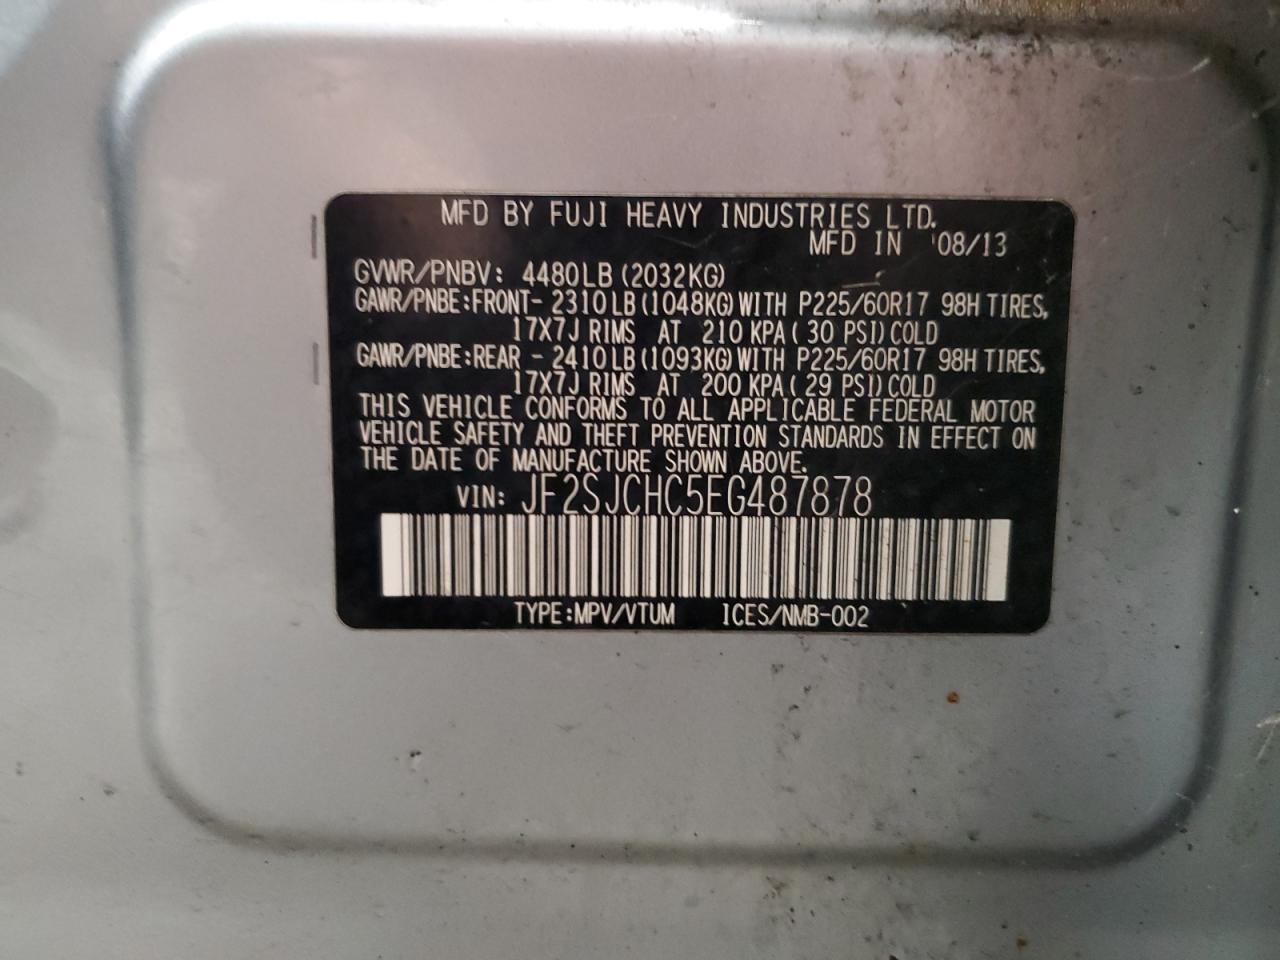 MFD BY FUJI HEAVY INDUSTRIES LTD.
MFD IN '08/13
GVWR/PNBV: 4480LB (2032KG)
GAWR/PNBE:FRONT- 2310LB (1048KG) WITH P225/60R17 98H TIRES,
17X7J RIMS AT 210 KPA ( 30 PSI) COLD
GAWR/PNBE:REAR - 2410LB (1093KG) WITH P225/60R17 98H TIRES,
17X7J RIMS AT 200 KPA ( 29 PSI) COLD
THIS VEHICLE CONFORMS TO ALL APPLICABLE FEDERAL MOTOR
VEHICLE SAFETY AND THEFT PREVENTION STANDARDS IN EFFECT ON
THE DATE OF MANUFACTURE SHOWN ABOVE.
VIN: JF2SJCHC5EG487878
TYPE:MPV/VTUM ICES/NMB-002